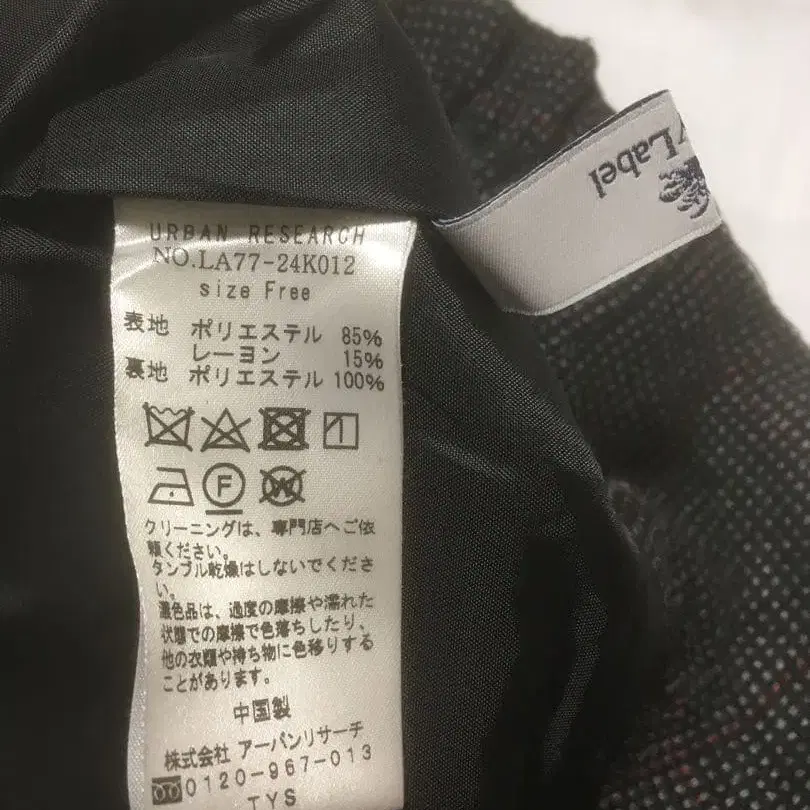 URBAN RESEARCH
NO.LA77-24K012
size Free
表地 ポリエステル 85%
レーヨン 15%
裏地 ポリエステル 100%
F
W
クリーニングは、専門店へご依
頼ください。
タンブル乾燥はしないでくださ
い。
濃色品は、過度の摩擦や濡れた
状態での摩擦で色落ちしたり、
他の衣類や持ち物に色移りする
ことがあります。
中国製
株式会社 アーバンリサーチ
0120-967-013
TYS
Label